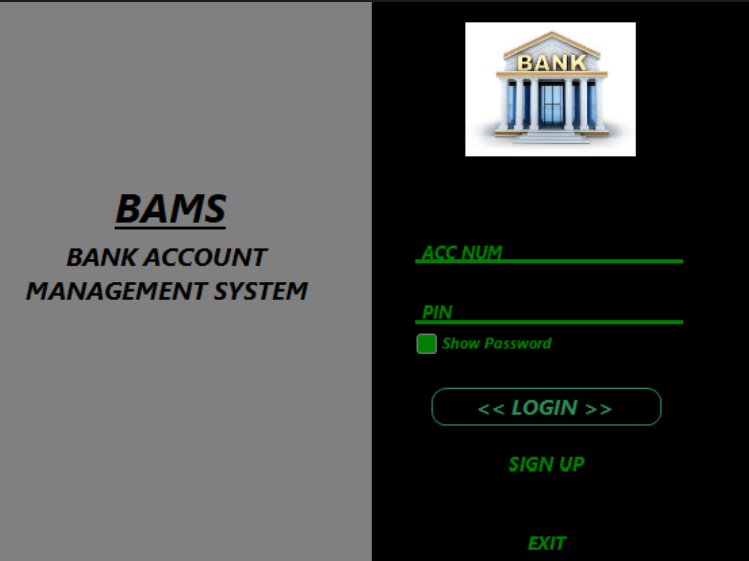 BAMS
BANK ACCOUNT
MANAGEMENT SYSTEM
BANK
ACC NUM
PIN
Show Password
<< LOGIN >>
SIGN UP
EXIT